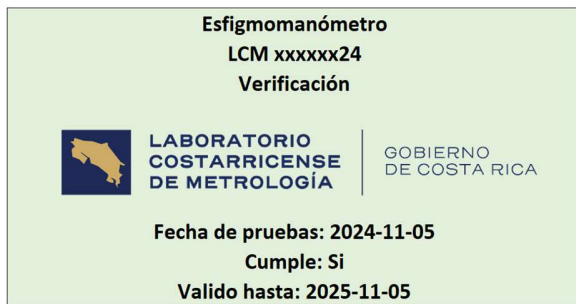 Esfigmomanómetro
LCM xxxxxx24
Verificación
LABORATORIO
COSTARRICENSE
DE METROLOGÍA
GOBIERNO
DE COSTA RICA
Fecha de pruebas: 2024-11-05
Cumple: Si
Valido hasta: 2025-11-05